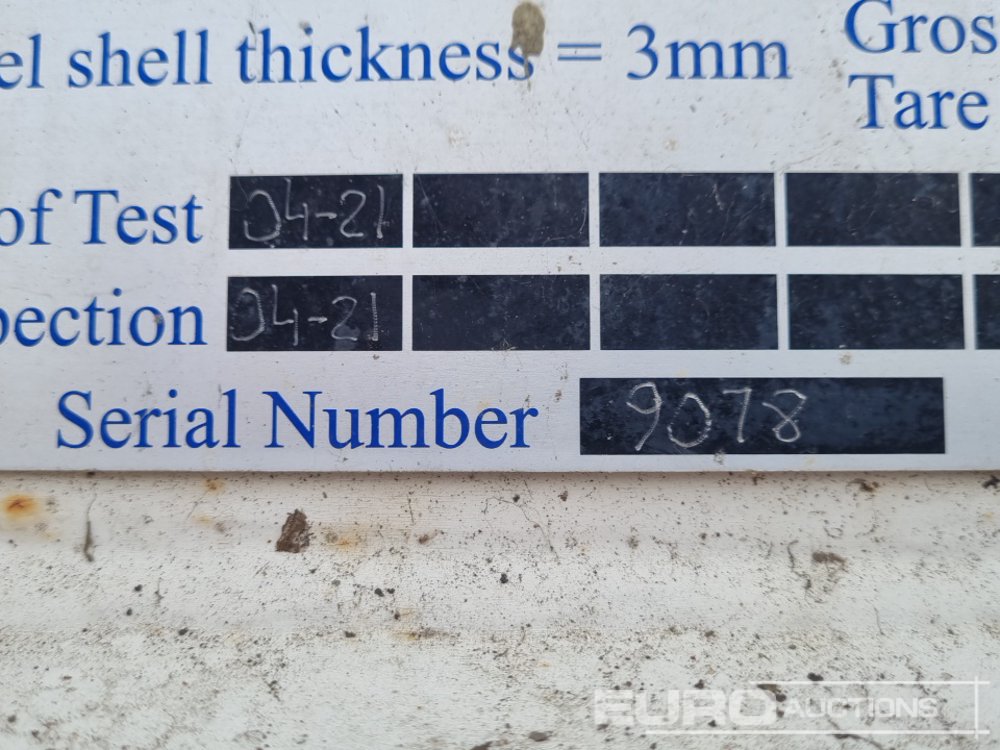 el shell thickness = 3mm
Gros
Tare
of Test 04-21
pection 04-21
Serial Number 9078
EURO AUCTIONS